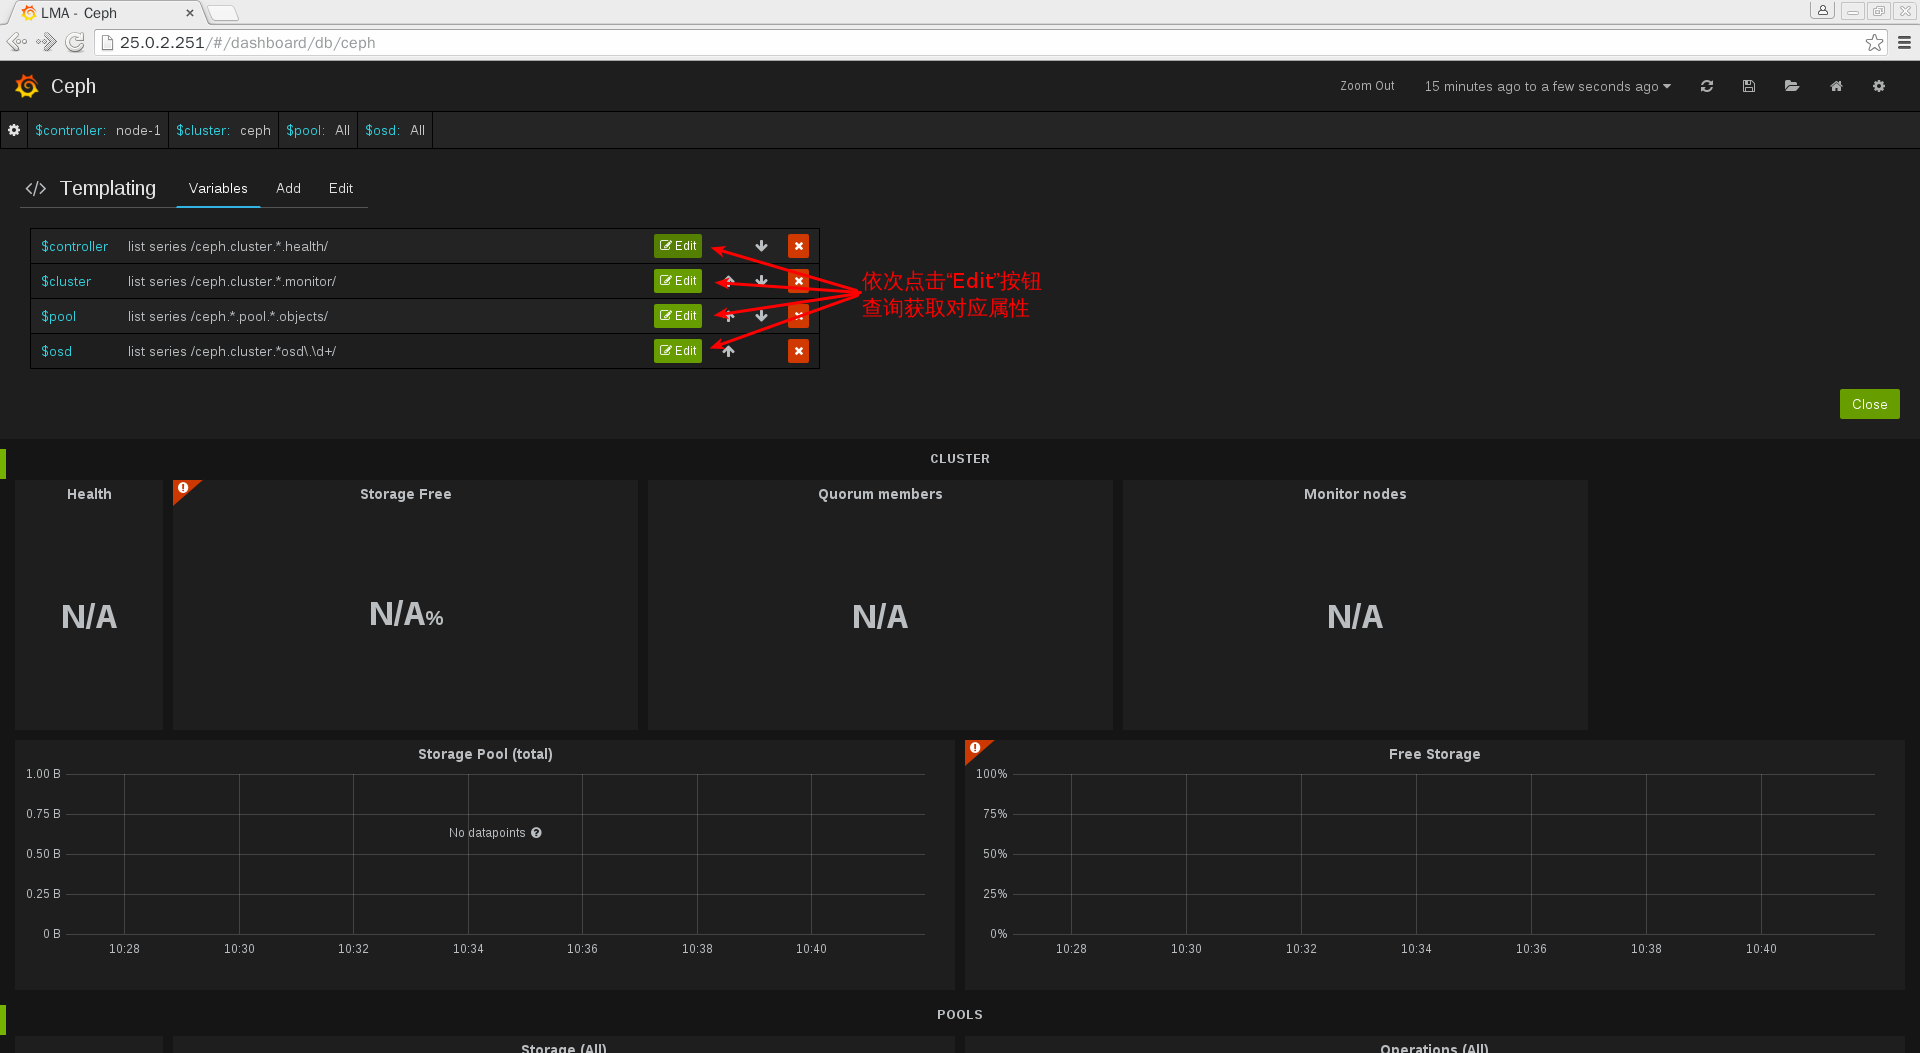 LMA - Ceph
25.0.2.251/#/dashboard/db/ceph
Ceph
Zoom Out
15 minutes ago to a few seconds ago
$controller: node-1 $cluster: ceph $pool: All $osd: All
</> Templating Variables Add Edit
$controller list series /ceph.cluster.*.health/ Edit
$cluster list series /ceph.cluster.*.monitor/ Edit
$pool list series /ceph.*.pool.*.objects/ Edit
$osd list series /ceph.cluster.*osd\.\d+/ Edit
依次点击“Edit”按钮
查询获取对应属性
Close
CLUSTER
Health Storage Free Quorum members Monitor nodes
N/A N/A% N/A N/A
Storage Pool (total)
1.00 B
0.75 B
No datapoints
0.50 B
0.25 B
0 B
10:28 10:30 10:32 10:34 10:36 10:38 10:40
Free Storage
100%
75%
50%
25%
0%
10:28 10:30 10:32 10:34 10:36 10:38 10:40
POOLS
Storage (All) Operations (All)